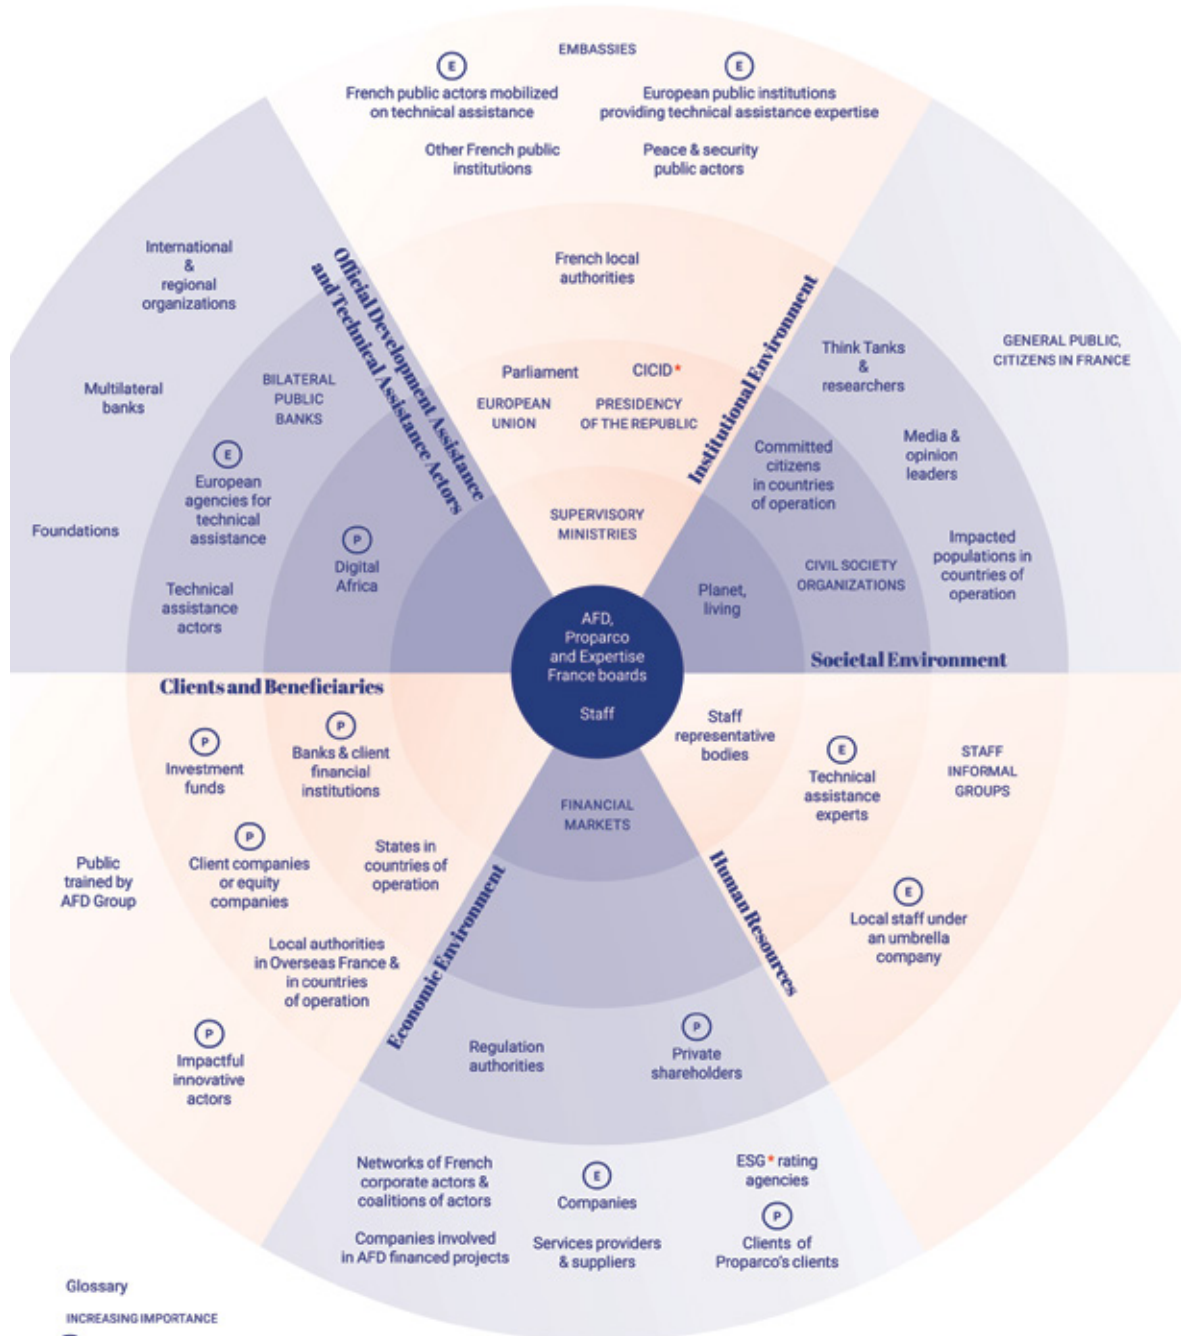 EMBASSIES
E
French public actors mobilized
on technical assistance
E
European public institutions
providing technical assistance expertise
Other French public
institutions
Peace & security
public actors
French local
authorities
Parliament
CICID*
EUROPEAN
UNION
PRESIDENCY
OF THE REPUBLIC
SUPERVISORY
MINISTRIES
Institutional Environment
Official Development Assistance
and Technical Assistance Actors
International
&
regional
organizations
Multilateral
banks
Foundations
BILATERAL
PUBLIC
BANKS
E
European
agencies for
technical
assistance
Technical
assistance
actors
P
Digital
Africa
GENERAL PUBLIC,
CITIZENS IN FRANCE
Think Tanks
&
researchers
Media &
opinion
leaders
Impacted
populations in
countries of
operation
Committed
citizens
in countries
of operation
CIVIL SOCIETY
ORGANIZATIONS
Planet,
living
Societal Environment
AFD,
Proparco
and Expertise
France boards
Staff
Clients and Beneficiaries
P
Investment
funds
P
Banks & client
financial
institutions
P
Client companies
or equity
companies
States in
countries of
operation
Public
trained by
AFD Group
Local authorities
in Overseas France &
in countries
of operation
P
Impactful
innovative
actors
Economic Environment
FINANCIAL
MARKETS
Regulation
authorities
P
Private
shareholders
Networks of French
corporate actors &
coalitions of actors
E
Companies
ESG* rating
agencies
Companies involved
in AFD financed projects
Services providers
& suppliers
P
Clients of
Proparco's clients
Human Resources
Staff
representative
bodies
E
Technical
assistance
experts
STAFF
INFORMAL
GROUPS
E
Local staff under
an umbrella
company
Glossary
INCREASING IMPORTANCE